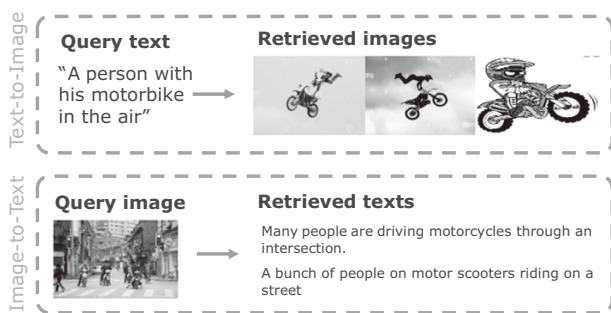 Text-to-Image
Query text
"A person with
his motorbike
in the air"
Retrieved images
Image-to-Text
Query image
Retrieved texts
Many people are driving motorcycles through an
intersection.
A bunch of people on motor scooters riding on a
street